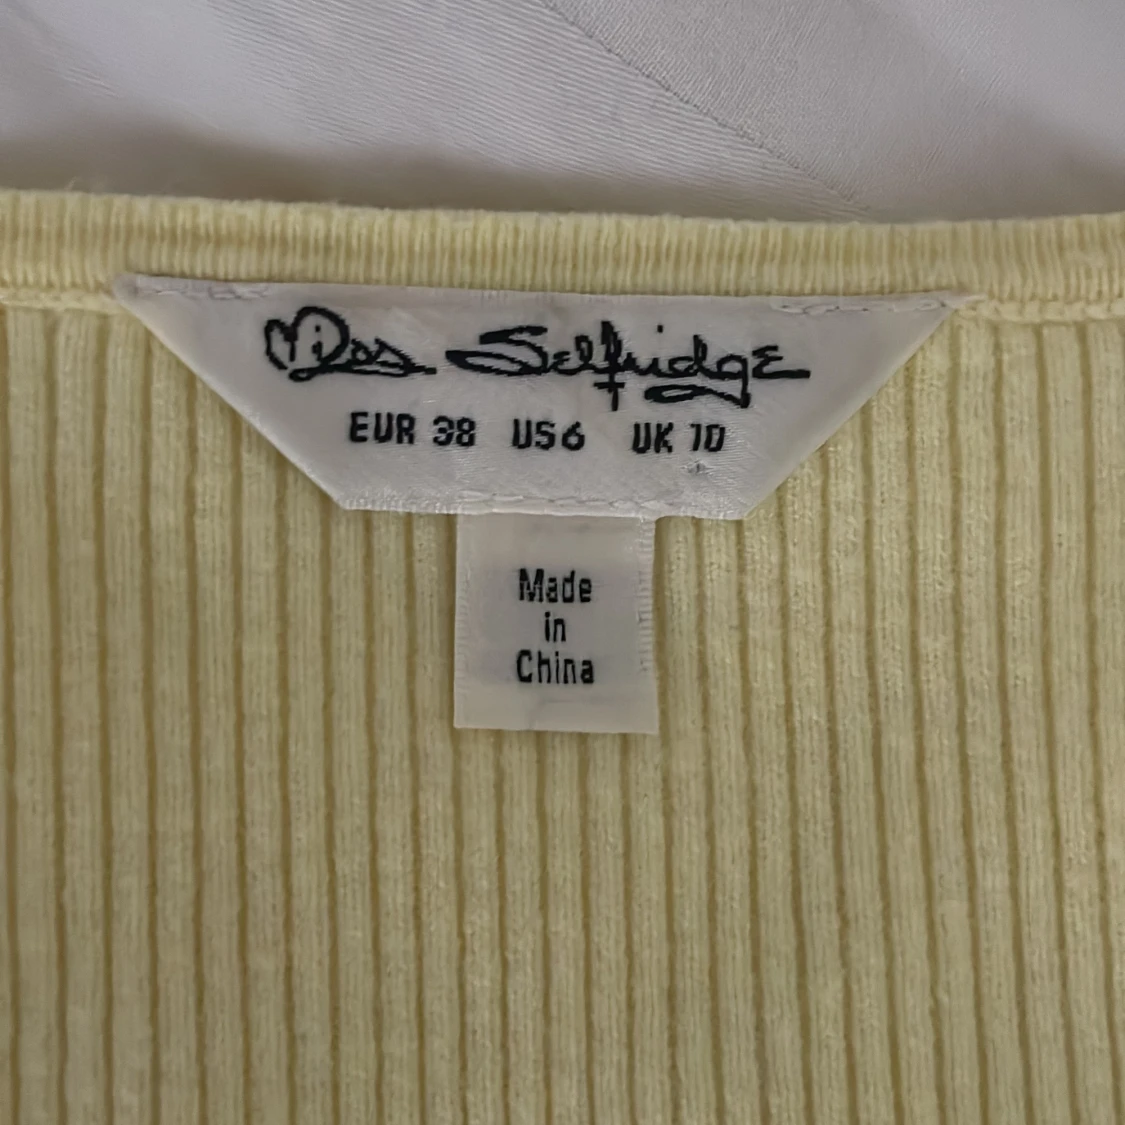 Miss Selfridge
EUR 38 US 6 UK 10
Made
in
China